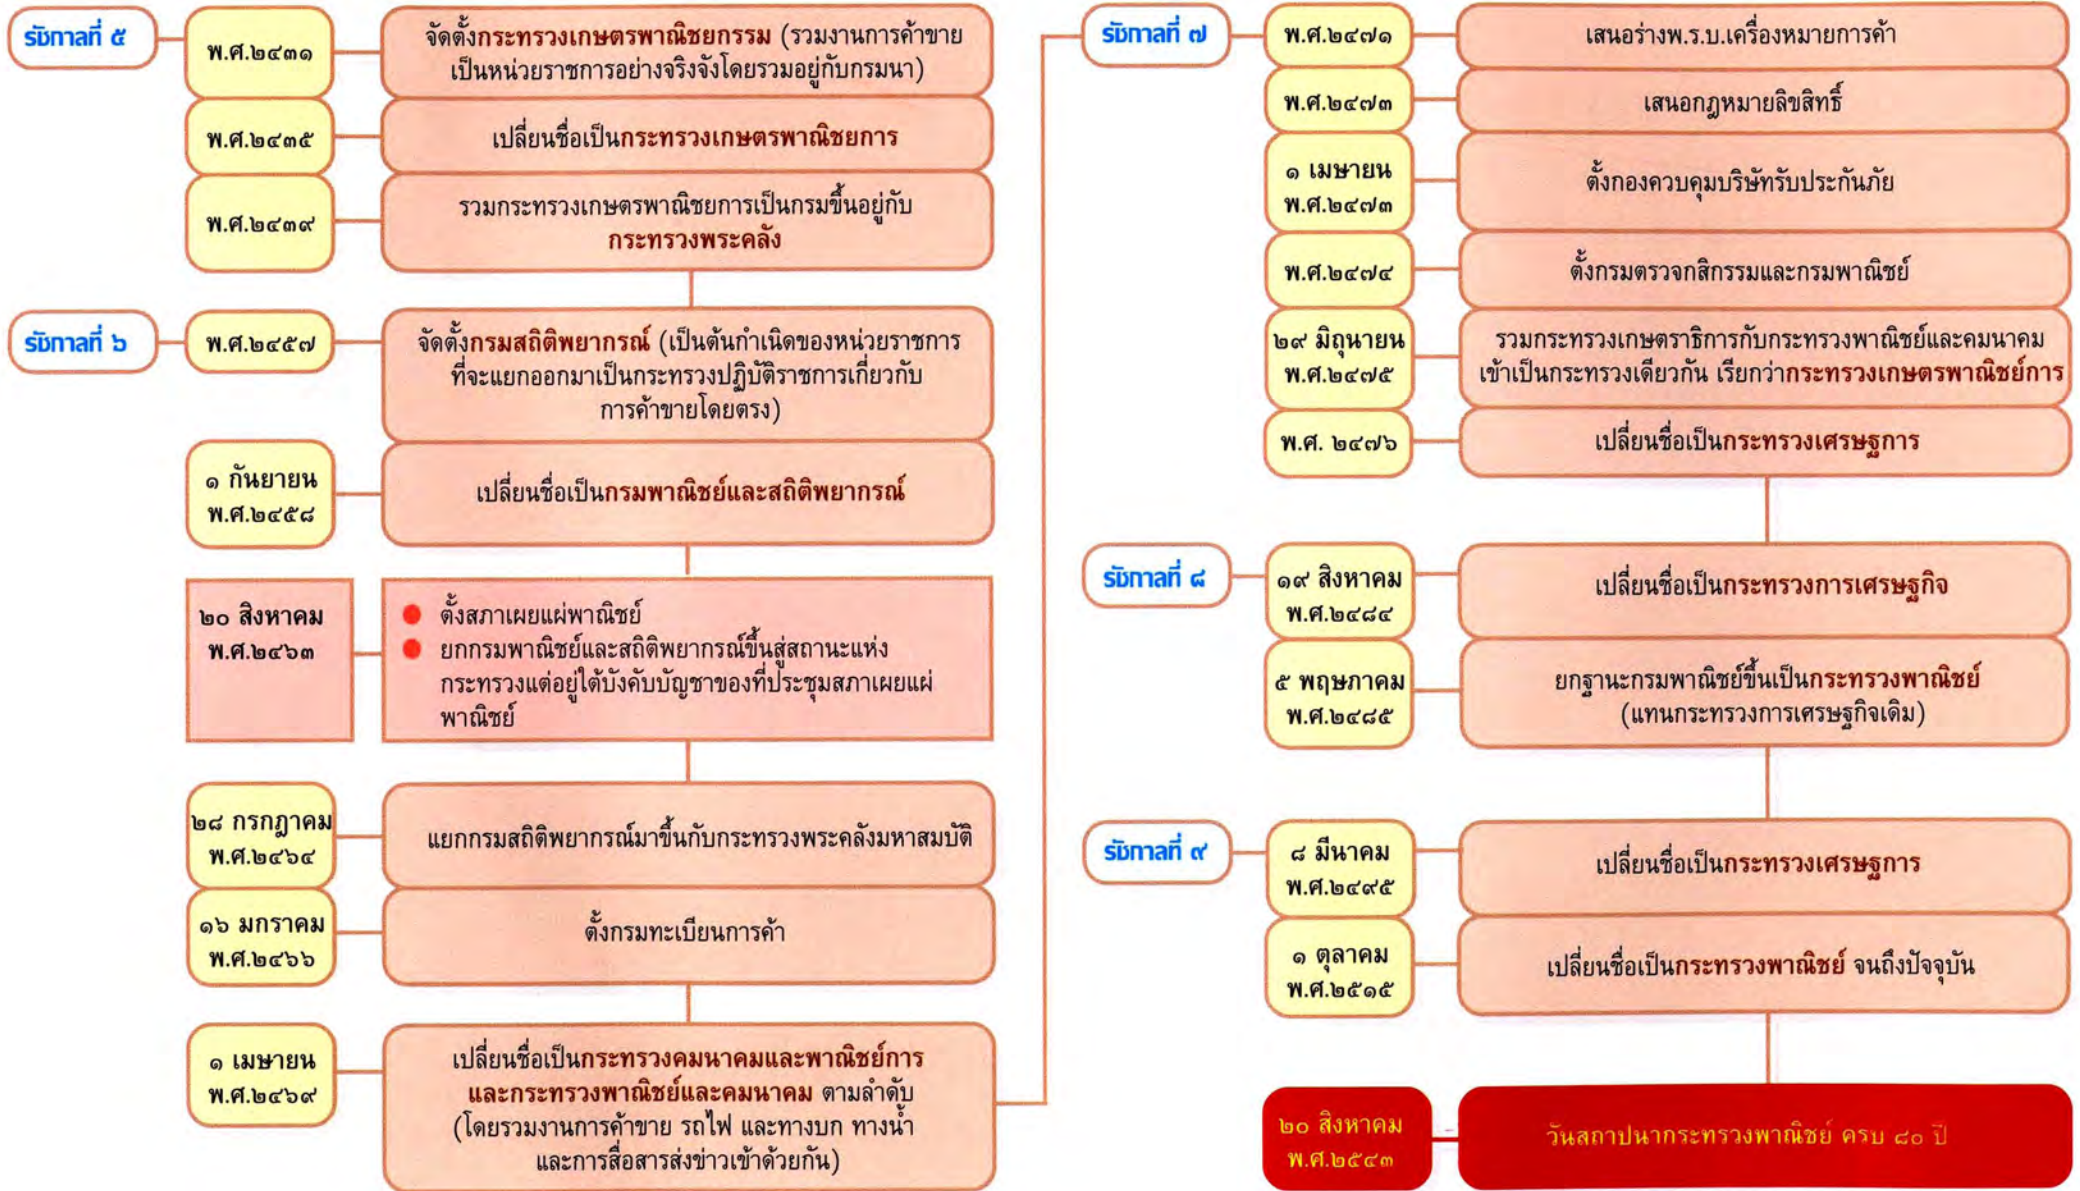 รัชกาลที่ ๕
พ.ศ.๒๔๓๑
จัดตั้งกระทรวงเกษตรพาณิชยกรรม (รวมงานการค้าขาย
เป็นหน่วยราชการอย่างจริงจังโดยรวมอยู่กับกรมนา)
พ.ศ.๒๔๓๕
เปลี่ยนชื่อเป็นกระทรวงเกษตรพาณิชยการ
พ.ศ.๒๔๓๙
รวมกระทรวงเกษตรพาณิชยการเป็นกรมขึ้นอยู่กับ
กระทรวงพระคลัง
รัชกาลที่ ๖
พ.ศ.๒๔๕๗
จัดตั้งกรมสถิติพยากรณ์ (เป็นต้นกำเนิดของหน่วยราชการ
ที่จะแยกออกมาเป็นกระทรวงปฏิบัติราชการเกี่ยวกับ
การค้าขายโดยตรง)
๑ กันยายน
พ.ศ.๒๔๕๘
เปลี่ยนชื่อเป็นกรมพาณิชย์และสถิติพยากรณ์
๒๐ สิงหาคม
พ.ศ.๒๔๖๓
ตั้งสภาเผยแผ่พาณิชย์
ยกกรมพาณิชย์และสถิติพยากรณ์ขึ้นสู่สถานะแห่ง
กระทรวงแต่อยู่ใต้บังคับบัญชาของที่ประชุมสภาเผยแผ่
พาณิชย์
๒๘ กรกฎาคม
พ.ศ.๒๔๖๔
แยกกรมสถิติพยากรณ์มาขึ้นกับกระทรวงพระคลังมหาสมบัติ
๑๖ มกราคม
พ.ศ.๒๔๖๖
ตั้งกรมทะเบียนการค้า
๑ เมษายน
พ.ศ.๒๔๖๙
เปลี่ยนชื่อเป็นกระทรวงคมนาคมและพาณิชย์การ
และกระทรวงพาณิชย์และคมนาคม ตามลำดับ
(โดยรวมงานการค้าขาย รถไฟ และทางบก ทางน้ำ
และการสื่อสารส่งข่าวเข้าด้วยกัน)
รัชกาลที่ ๗
พ.ศ.๒๔๗๑
เสนอร่างพ.ร.บ.เครื่องหมายการค้า
พ.ศ.๒๔๗๓
เสนอกฎหมายลิขสิทธิ์
๑ เมษายน
พ.ศ.๒๔๗๓
ตั้งกองควบคุมบริษัทรับประกันภัย
พ.ศ.๒๔๗๔
ตั้งกรมตรวจกสิกรรมและกรมพาณิชย์
๒๙ มิถุนายน
พ.ศ.๒๔๗๕
รวมกระทรวงเกษตราธิการกับกระทรวงพาณิชย์และคมนาคม
เข้าเป็นกระทรวงเดียวกัน เรียกว่ากระทรวงเกษตรพาณิชย์การ
พ.ศ. ๒๔๗๖
เปลี่ยนชื่อเป็นกระทรวงเศรษฐการ
รัชกาลที่ ๘
๑๙ สิงหาคม
พ.ศ.๒๔๘๔
เปลี่ยนชื่อเป็นกระทรวงการเศรษฐกิจ
๕ พฤษภาคม
พ.ศ.๒๔๘๕
ยกฐานะกรมพาณิชย์ขึ้นเป็นกระทรวงพาณิชย์
(แทนกระทรวงการเศรษฐกิจเดิม)
รัชกาลที่ ๙
๘ มีนาคม
พ.ศ.๒๔๙๕
เปลี่ยนชื่อเป็นกระทรวงเศรษฐการ
๑ ตุลาคม
พ.ศ.๒๕๑๕
เปลี่ยนชื่อเป็นกระทรวงพาณิชย์ จนถึงปัจจุบัน
๒๐ สิงหาคม
พ.ศ.๒๕๔๓
วันสถาปนากระทรวงพาณิชย์ ครบ ๘๐ ปี